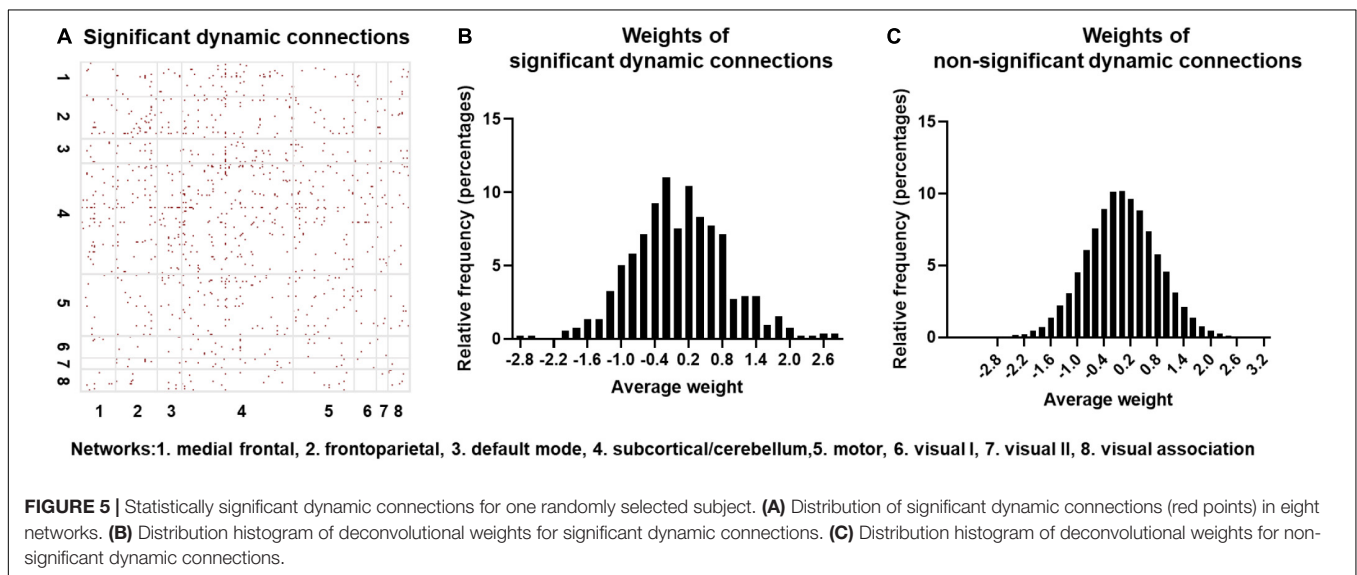 A Significant dynamic connections
1
2
3
4
5
6
7
8
1 2 3 4 5 6 7 8
B Weights of
significant dynamic connections
Relative frequency (percentages)
15
10
5
0
-2.8 -2.2 -1.6 -1.0 -0.4 0.2 0.8 1.4 2.0 2.6
Average weight
C Weights of
non-significant dynamic connections
Relative frequency (percentages)
15
10
5
0
-2.8 -2.2 -1.6 -1.0 -0.4 0.2 0.8 1.4 2.0 2.6 3.2
Average weight
Networks:1. medial frontal, 2. frontoparietal, 3. default mode, 4. subcortical/cerebellum,5. motor, 6. visual I, 7. visual II, 8. visual association
FIGURE 5 | Statistically significant dynamic connections for one randomly selected subject. (A) Distribution of significant dynamic connections (red points) in eight
networks. (B) Distribution histogram of deconvolutional weights for significant dynamic connections. (C) Distribution histogram of deconvolutional weights for non-
significant dynamic connections.